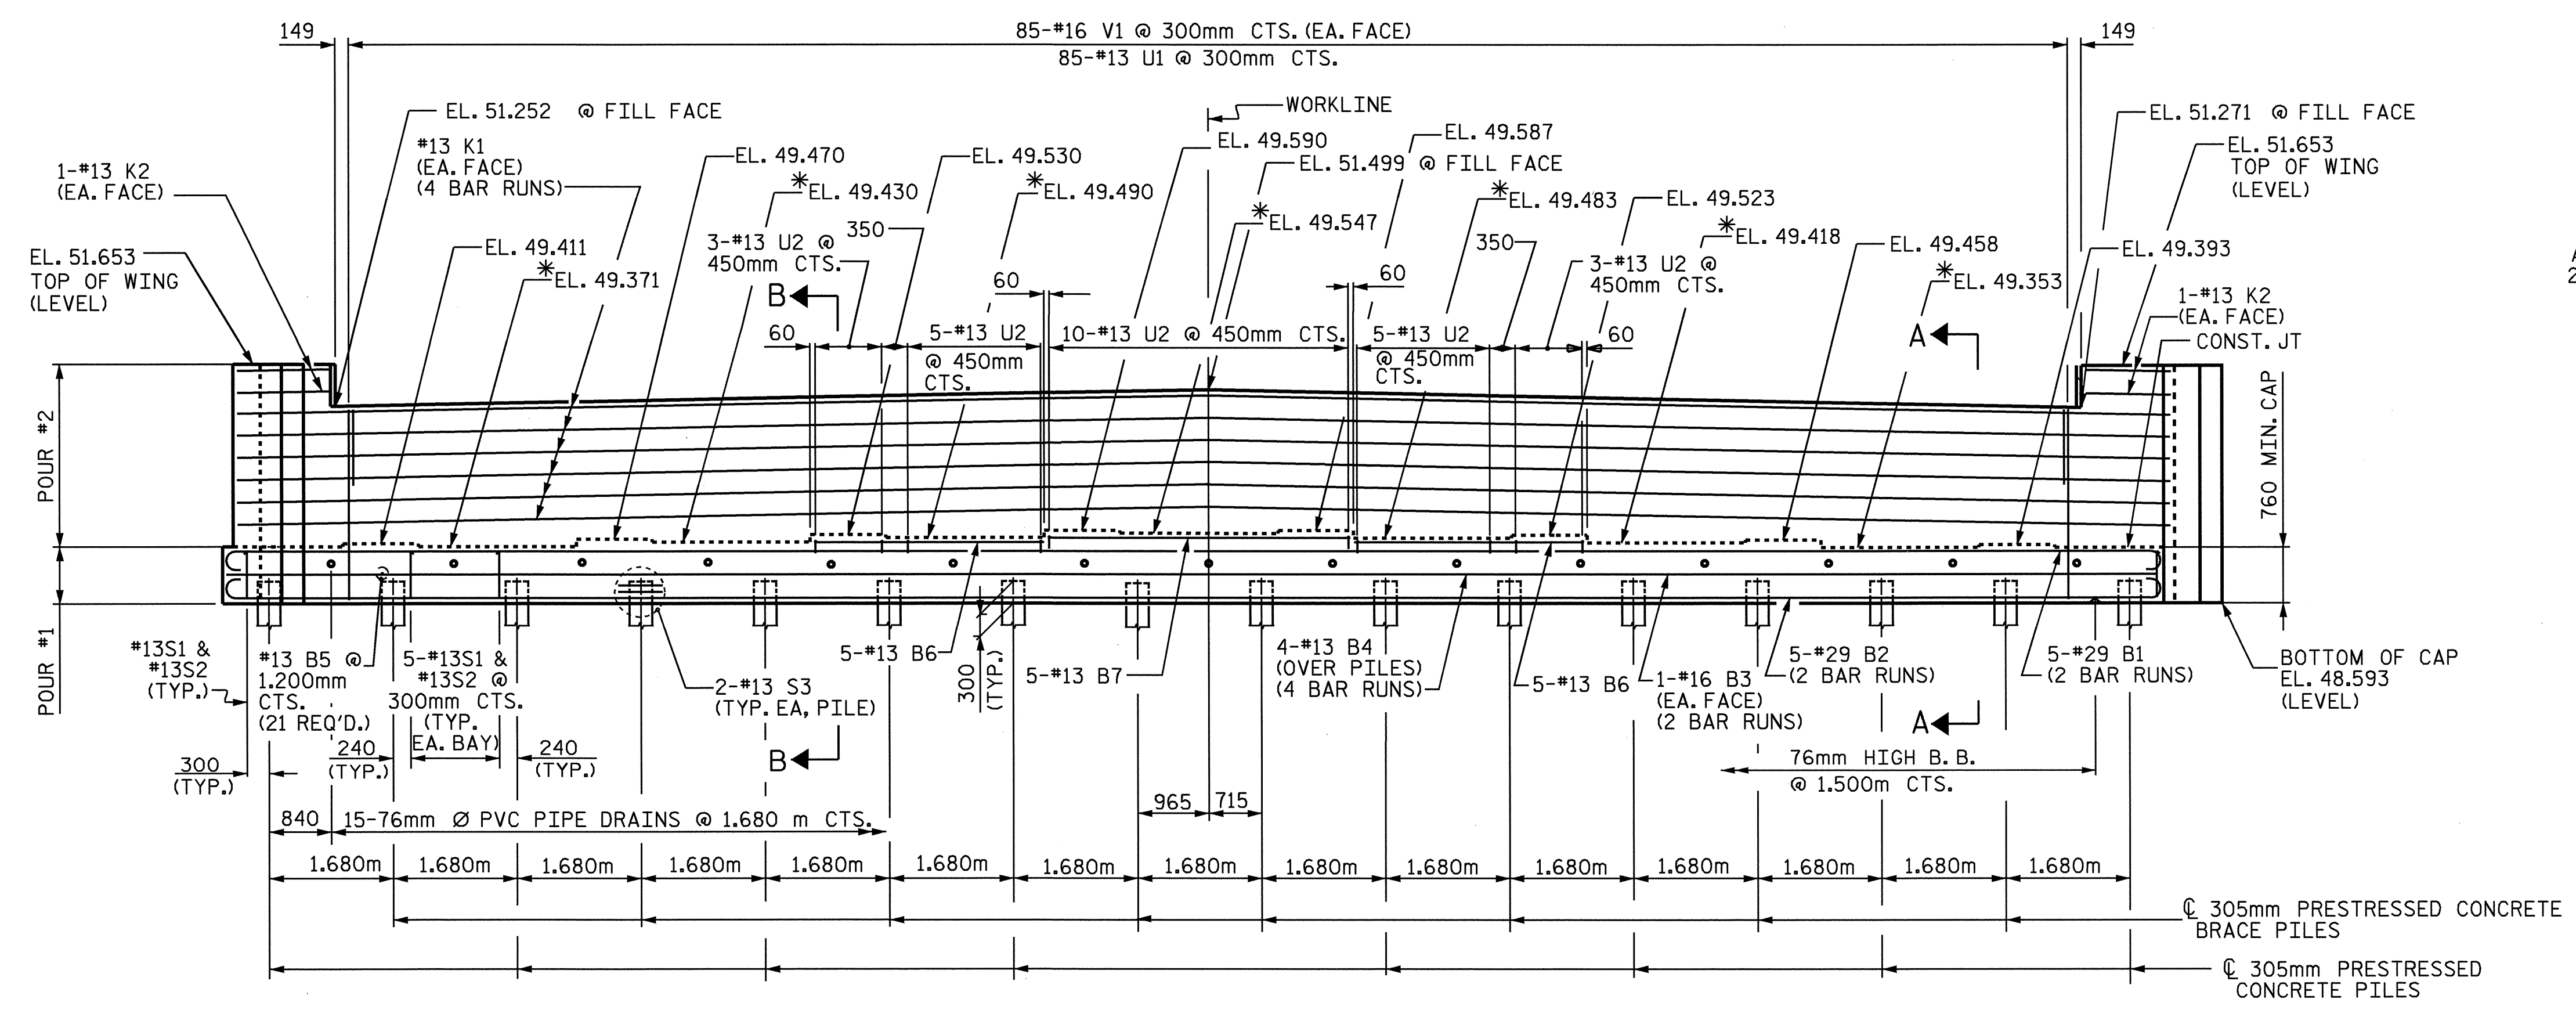 149
85-#16 V1 @ 300mm CTS. (EA. FACE)
85-#13 U1 @ 300mm CTS.
149
EL. 51.252 @ FILL FACE
WORKLINE
EL. 51.271 @ FILL FACE
#13 K1
(EA. FACE)
(4 BAR RUNS)
EL. 49.470
*EL. 49.430
EL. 49.530
*EL. 49.490
EL. 49.590
EL. 51.499 @ FILL FACE
*EL. 49.547
EL. 49.587
*EL. 49.483
EL. 49.523
*EL. 49.418
EL. 49.458
*EL. 49.353
EL. 49.393
EL. 51.653
TOP OF WING
(LEVEL)
1-#13 K2
(EA. FACE)
EL. 51.653
TOP OF WING
(LEVEL)
EL. 49.411
*EL. 49.371
3-#13 U2 @
450mm CTS.
350
350
3-#13 U2 @
450mm CTS.
1-#13 K2
(EA. FACE)
CONST. JT
B
60
60
60
60
A
5-#13 U2
@ 450mm
CTS.
10-#13 U2 @ 450mm CTS.
5-#13 U2
@ 450mm
CTS.
POUR #2
POUR #1
760 MIN. CAP
#13S1 &
#13S2
(TYP.)
#13 B5 @
1.200mm
CTS.
(21 REQ'D.)
5-#13S1 &
#13S2 @
300mm CTS.
(TYP.
EA. BAY)
2-#13 S3
(TYP. EA, PILE)
5-#13 B6
300
(TYP.)
5-#13 B7
4-#13 B4
(OVER PILES)
(4 BAR RUNS)
5-#13 B6
1-#16 B3
(EA. FACE)
(2 BAR RUNS)
5-#29 B2
(2 BAR RUNS)
5-#29 B1
(2 BAR RUNS)
BOTTOM OF CAP
EL. 48.593
(LEVEL)
300
(TYP.)
240
(TYP.)
240
(TYP.)
B
A
76mm HIGH B. B.
@ 1.500m CTS.
840
15-76mm Ø PVC PIPE DRAINS @ 1.680 m CTS.
965
715
1.680m 1.680m 1.680m 1.680m 1.680m 1.680m 1.680m 1.680m 1.680m 1.680m 1.680m 1.680m 1.680m 1.680m 1.680m
℄ 305mm PRESTRESSED CONCRETE
BRACE PILES
℄ 305mm PRESTRESSED
CONCRETE PILES